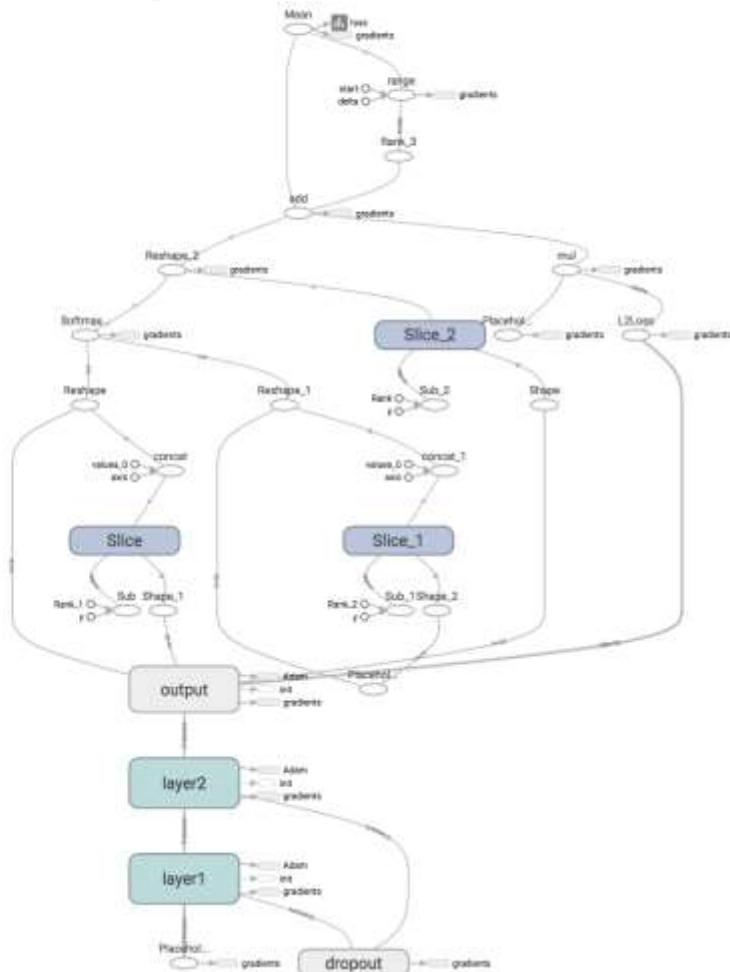 Mean
loss
gradients
range
start
delta
gradients
Rank_3
add
gradients
Reshape_2
gradients
mul
gradients
Softmax...
gradients
Slice_2
Placehol...
gradients
L2Loss
gradients
Reshape
Reshape_1
Rank
y
Sub_2
Shape
values_0
axis
concat
values_0
axis
concat_1
Slice
Slice_1
Rank_1
y
Sub
Shape_1
Rank_2
y
Sub_1
Shape_2
output
Adam
init
gradients
Placehol...
layer2
Adam
init
gradients
layer1
Adam
init
gradients
Placehol...
gradients
dropout
gradients